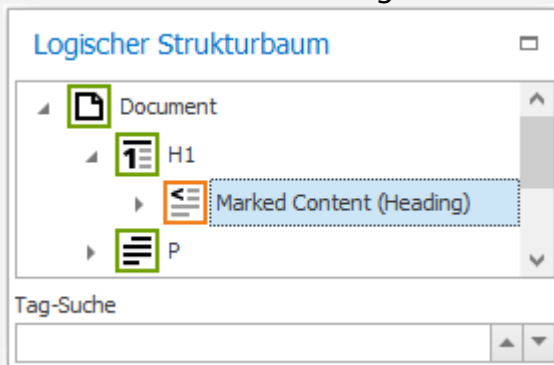 Logischer Strukturbaum
Document
H1
Marked Content (Heading)
P
Tag-Suche